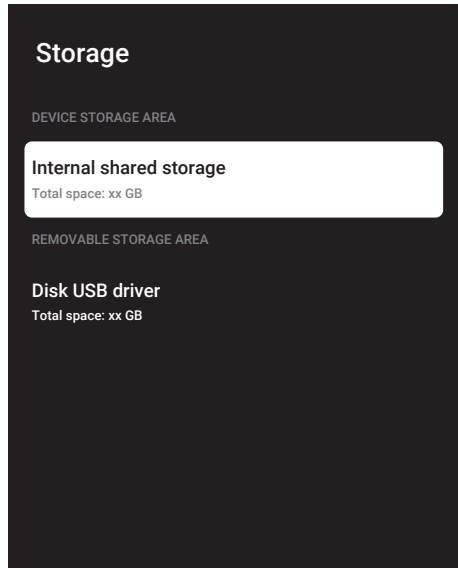 Storage
DEVICE STORAGE AREA
Internal shared storage
Total space: xx GB
REMOVABLE STORAGE AREA
Disk USB driver
Total space: xx GB